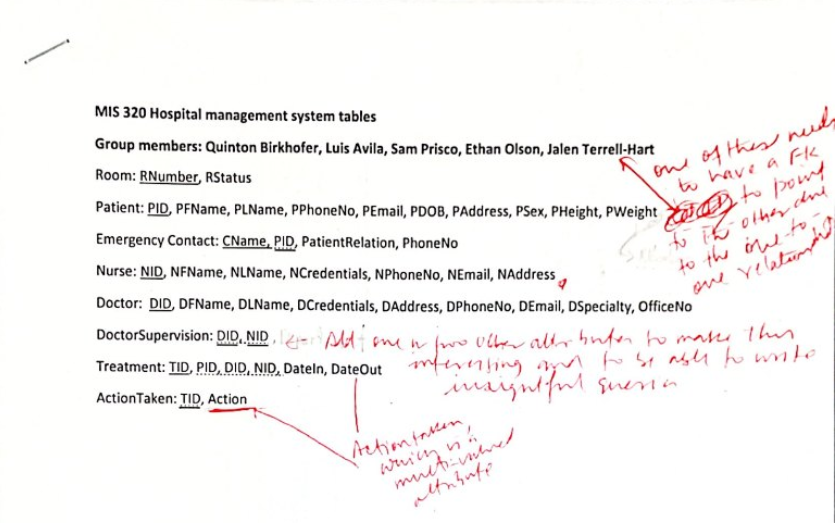 MIS 320 Hospital management system tables
Group members: Quinton Birkhofer, Luis Avila, Sam Prisco, Ethan Olson, Jalen Terrell-Hart
Room: RNumber, RStatus
Patient: PID, PFName, PLName, PPhoneNo, PEmail, PDOB, PAddress, PSex, PHeight, PWeight
Emergency Contact: CName, PID, PatientRelation, PhoneNo
Nurse: NID, NFName, NLName, NCredentials, NPhoneNo, NEmail, NAddress
Doctor: DID, DFName, DLName, DCredentials, DAddress, DPhoneNo, DEmail, DSpecialty, OfficeNo
DoctorSupervision: DID, NID
Treatment: TID, PID, DID, NID, DateIn, DateOut
ActionTaken: TID, Action
one of these needs
to have a FK
to point
to the other due
to the one-to-
one relationship
Add one or two other attributes to make this
interesting and to be able to write
insightful queries
Action taken,
which is a
multi-valued
attribute